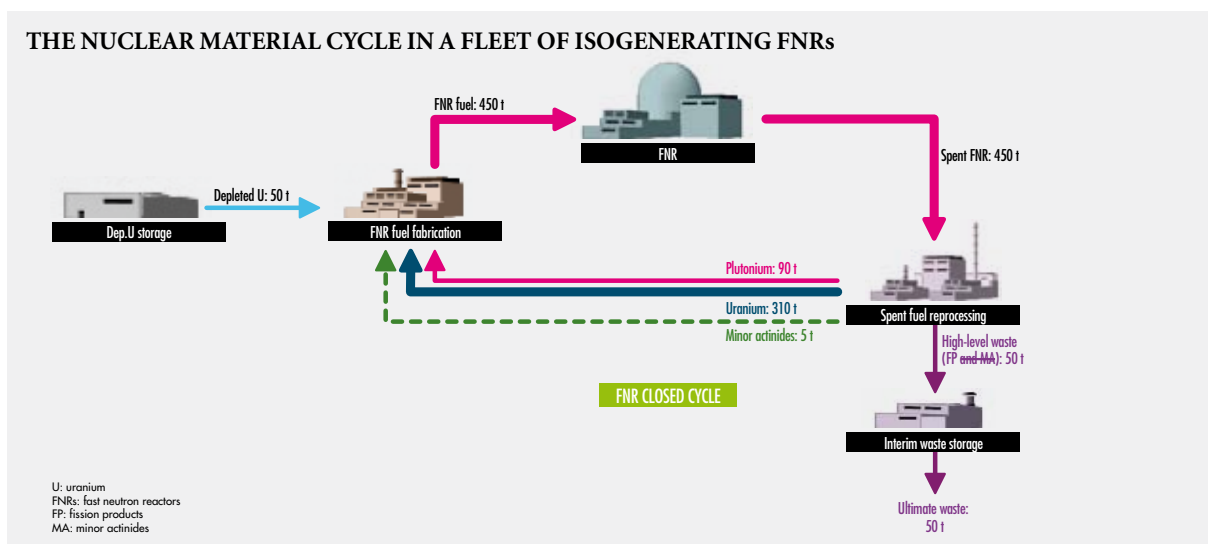 THE NUCLEAR MATERIAL CYCLE IN A FLEET OF ISOGENERATING FNRs
FNR fuel: 450 t
FNR
Spent FNR: 450 t
Depleted U: 50 t
Dep.U storage
FNR fuel fabrication
Plutonium: 90 t
Uranium: 310 t
Minor actinides: 5 t
Spent fuel reprocessing
High-level waste
(FP and MA): 50 t
FNR CLOSED CYCLE
Interim waste storage
Ultimate waste:
50 t
U: uranium
FNRs: fast neutron reactors
FP: fission products
MA: minor actinides